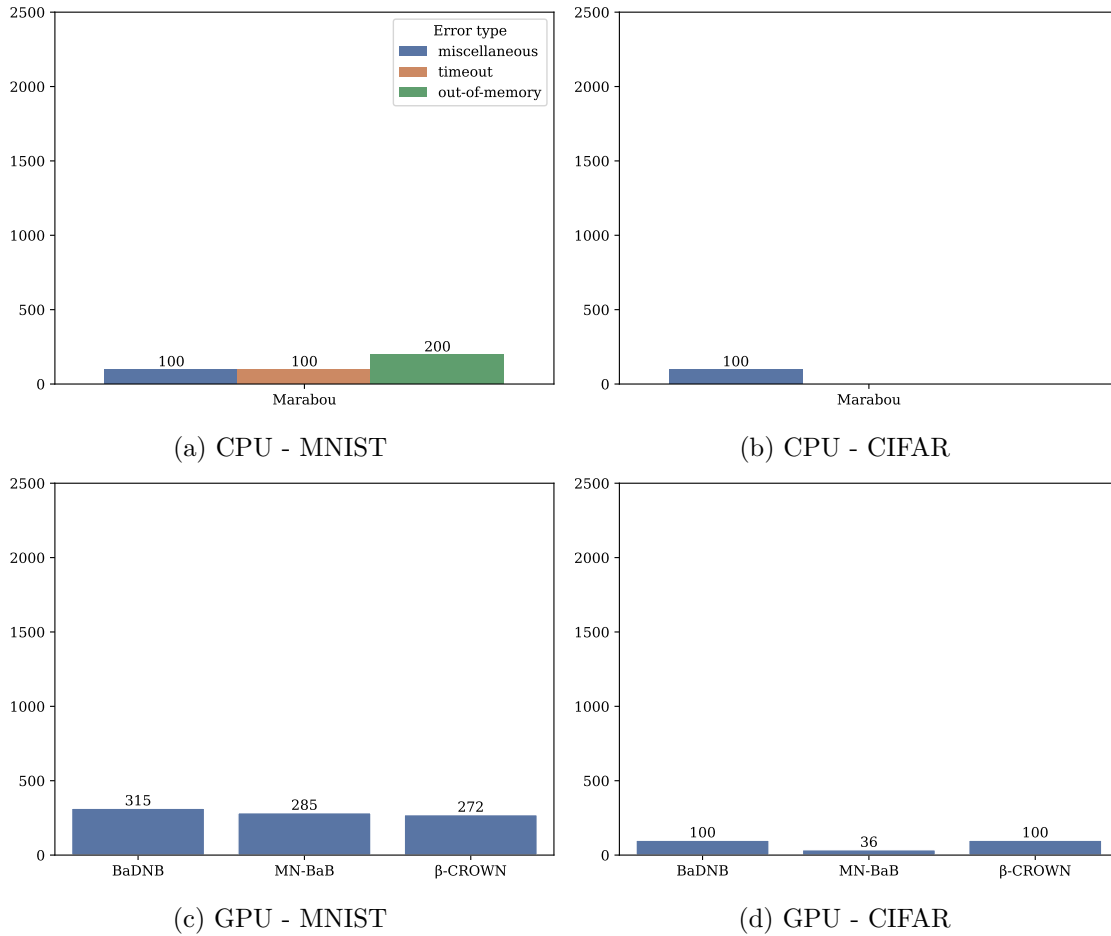 2500
2000
1500
1000
500
0
Error type
miscellaneous
timeout
out-of-memory
100
100
200
Marabou
(a) CPU - MNIST
2500
2000
1500
1000
500
0
100
Marabou
(b) CPU - CIFAR
2500
2000
1500
1000
500
0
315
285
272
BaDNB
MN-BaB
β-CROWN
(c) GPU - MNIST
2500
2000
1500
1000
500
0
100
36
100
BaDNB
MN-BaB
β-CROWN
(d) GPU - CIFAR